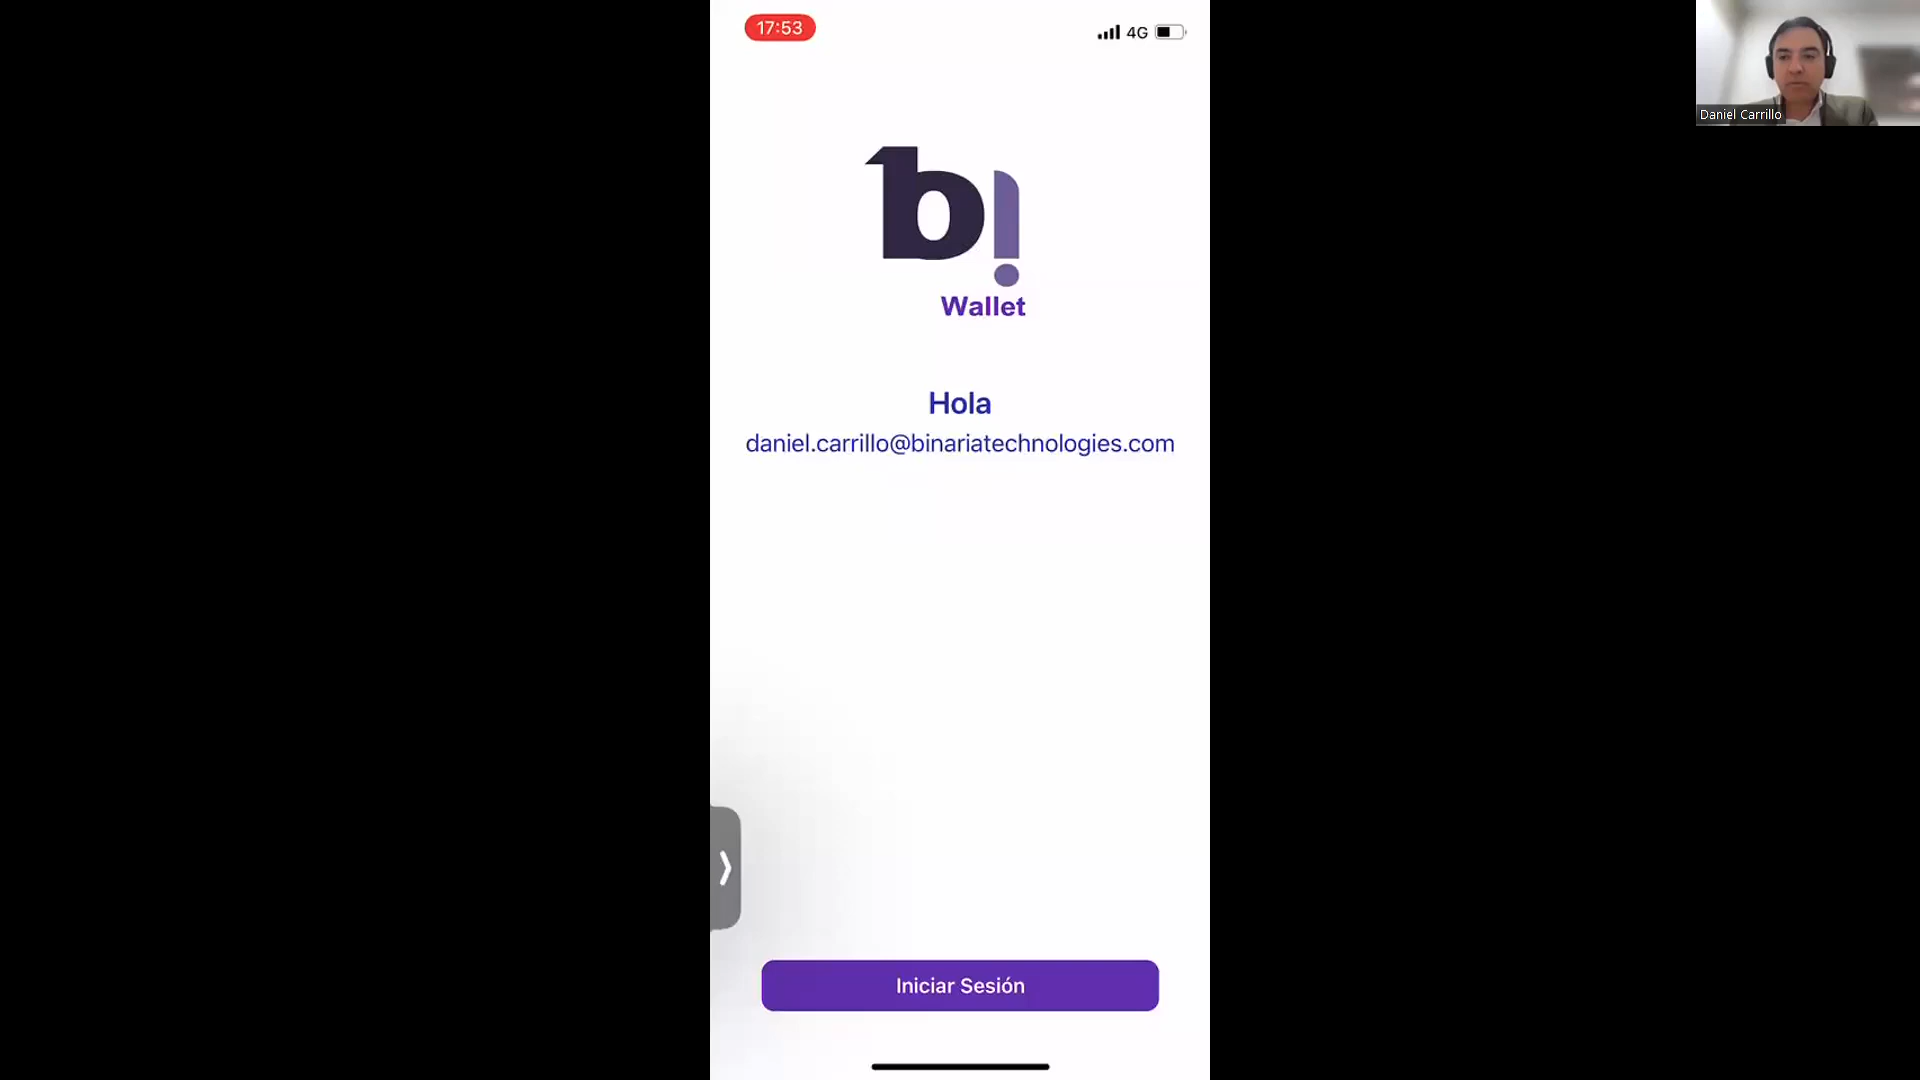 17:53
4G
Daniel Carrillo
b!
Wallet
Hola
daniel.carrillo@binariatechnologies.com
Iniciar Sesión